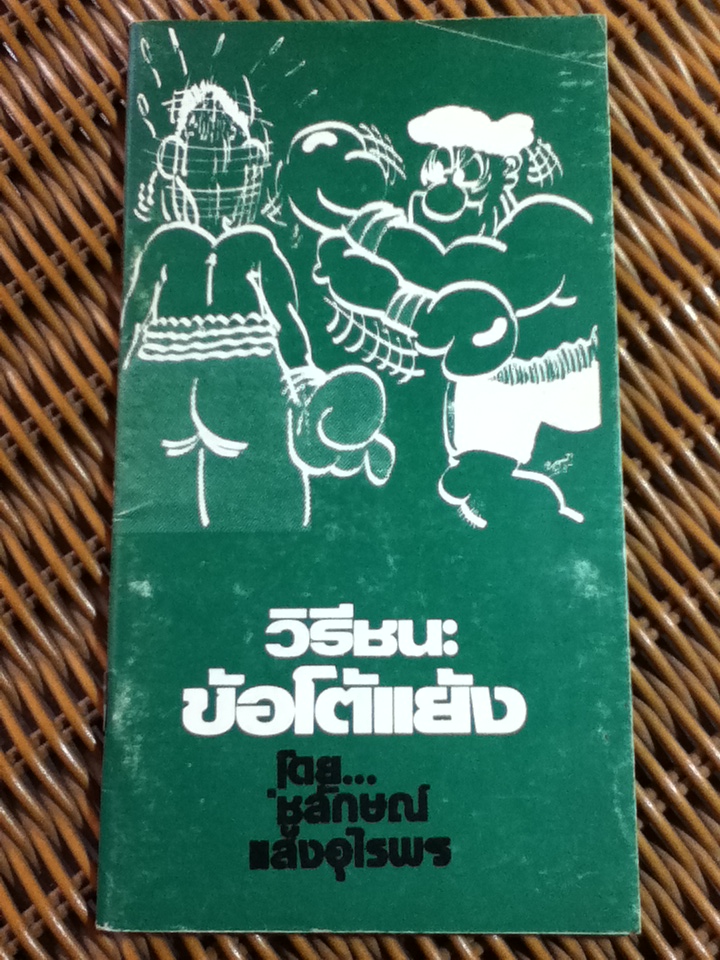 วิธีชนะ
ข้อโต้แย้ง
โดย...
ชูลักษณ์
แสงอุไรพร